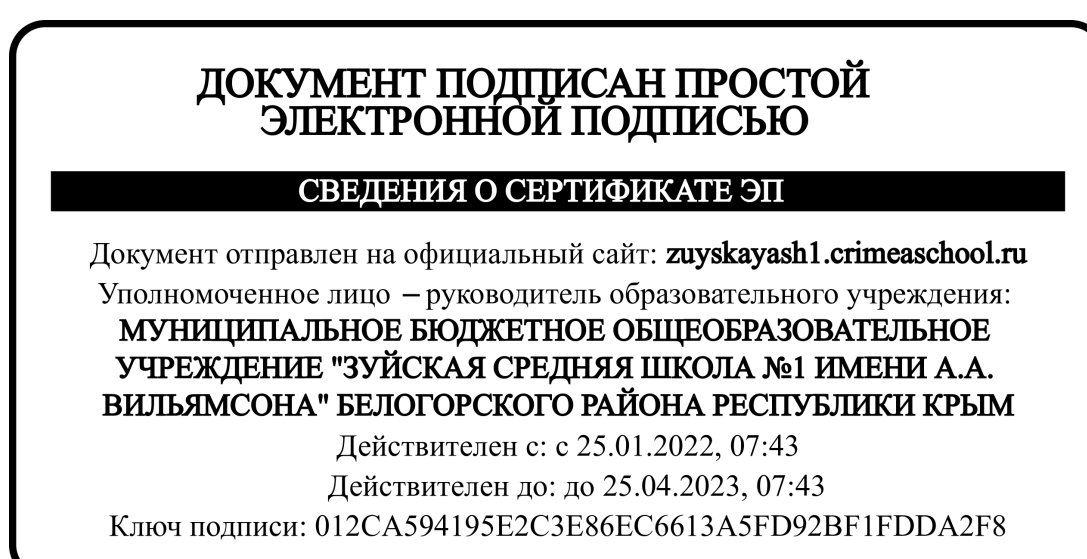 ДОКУМЕНТ ПОДПИСАН ПРОСТОЙ
ЭЛЕКТРОННОЙ ПОДПИСЬЮ
СВЕДЕНИЯ О СЕРТИФИКАТЕ ЭП
Документ отправлен на официальный сайт: zuyskayash1.crimeaschool.ru
Уполномоченное лицо – руководитель образовательного учреждения:
МУНИЦИПАЛЬНОЕ БЮДЖЕТНОЕ ОБЩЕОБРАЗОВАТЕЛЬНОЕ
УЧРЕЖДЕНИЕ "ЗУЙСКАЯ СРЕДНЯЯ ШКОЛА №1 ИМЕНИ А.А.
ВИЛЬЯМСОНА" БЕЛОГОРСКОГО РАЙОНА РЕСПУБЛИКИ КРЫМ
Действителен с: с 25.01.2022, 07:43
Действителен до: до 25.04.2023, 07:43
Ключ подписи: 012CA594195E2C3E86EC6613A5FD92BF1FDDA2F8